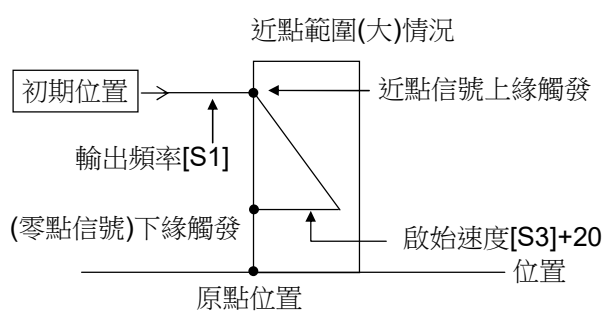 近點範圍(大)情況
初期位置
近點信號上緣觸發
輸出頻率[S1]
(零點信號)下緣觸發
啟始速度[S3]+20
位置
原點位置